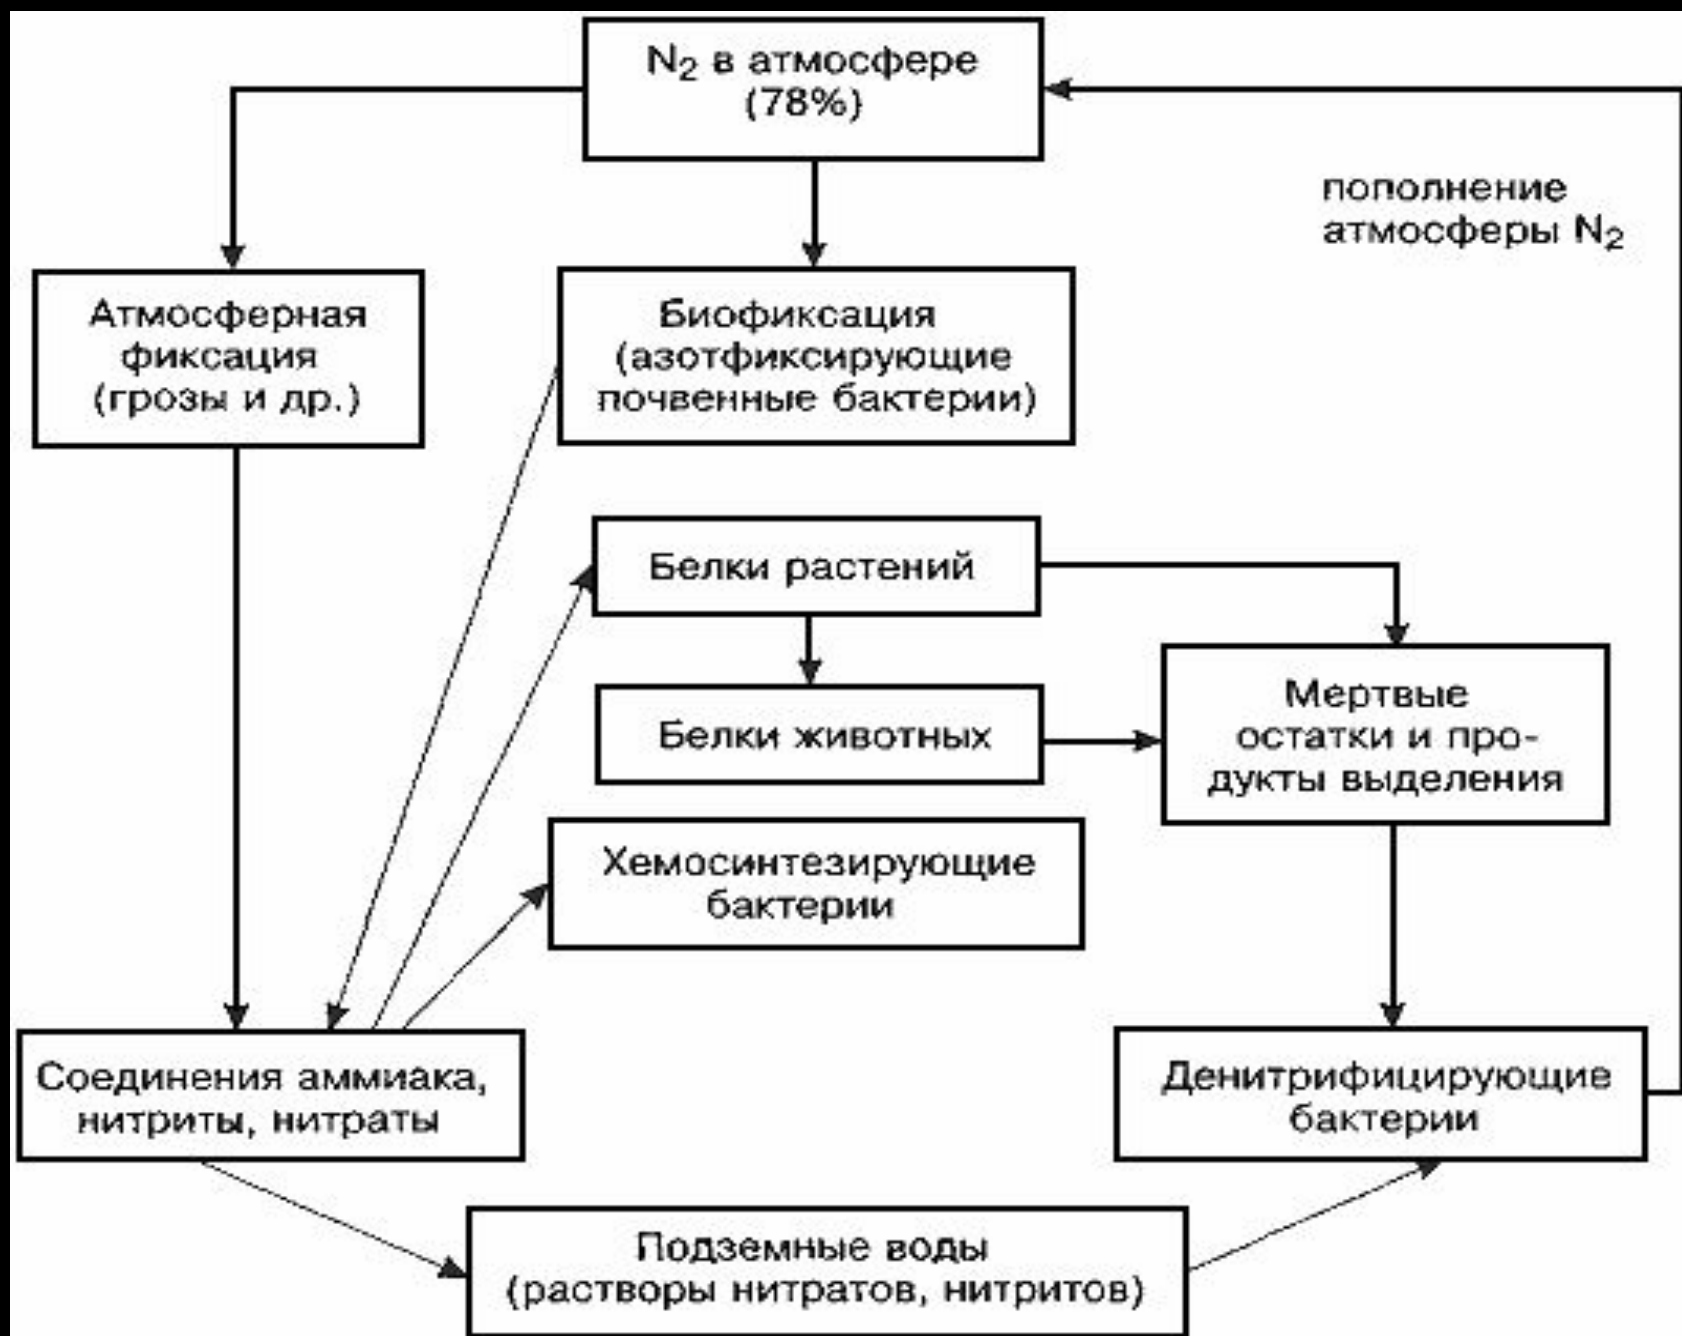 N₂ в атмосфере
(78%)
пополнение
атмосферы N₂
Атмосферная
фиксация
(грозы и др.)
Биофиксация
(азотфиксирующие
почвенные бактерии)
Белки растений
Белки животных
Мертвые
остатки и про-
дукты выделения
Хемосинтезирующие
бактерии
Соединения аммиака,
нитриты, нитраты
Денитрифицирующие
бактерии
Подземные воды
(растворы нитратов, нитритов)